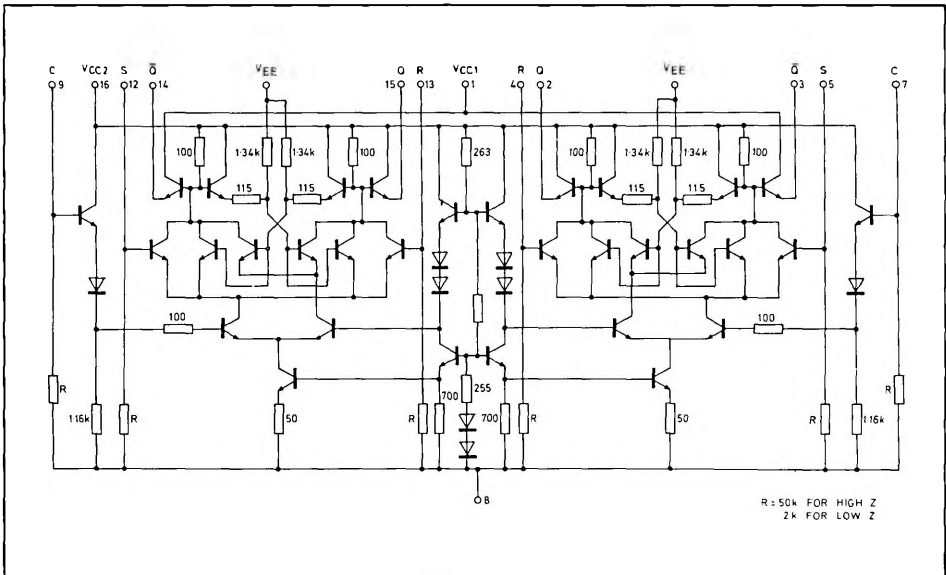 C VCC2 S Q̅ VEE Q R VCC1 R Q VEE Q̅ S C
9 16 12 14 15 13 1 4 2 3 5 7
100 1·34k 1·34k 100 263 100 1·34k 1·34k 100
115 115 115 115
100 100
R 1·16k R 50 R 700 255 700 R 50 R 1·16k R
B
8
R = 50k FOR HIGH Z
2k FOR LOW Z